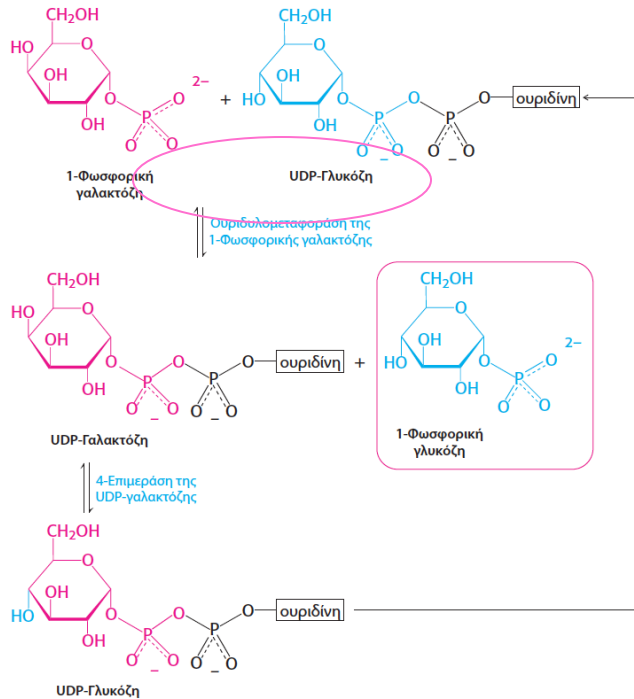 CH₂OH
CH₂OH
O
O
HO
OH
2–
OH
O
O
O
O
O
HO
P
+
P
P
ουριδίνη
OH
OH
O
O
O
O
O
O
–
–
1-Φωσφορική
γαλακτόζη
UDP-Γλυκόζη
Ουριδυλομεταφοράση της
1-Φωσφορικής γαλακτόζης
CH₂OH
CH₂OH
O
O
HO
OH
OH
2–
O
O
O
HO
O
O
P
P
ουριδίνη
+
P
OH
OH
O
O
O
O
O
O
–
–
UDP-Γαλακτόζη
1-Φωσφορική
γλυκόζη
4-Επιμεράση της
UDP-γαλακτόζης
CH₂OH
O
OH
HO
O
O
O
P
P
ουριδίνη
OH
O
O
O
O
–
–
UDP-Γλυκόζη